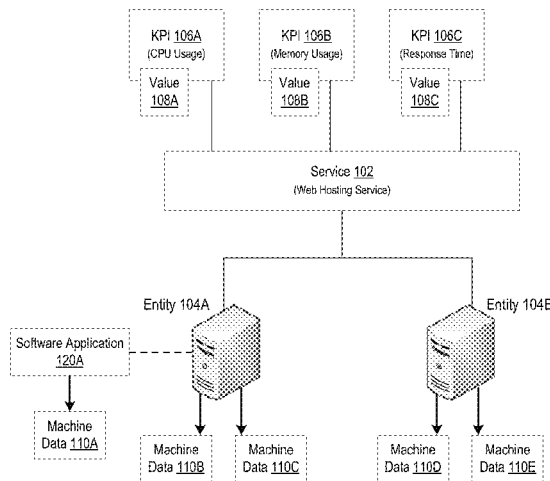 KPI 106A
(CPU Usage)
Value
108A
KPI 106B
(Memory Usage)
Value
108B
KPI 106C
(Response Time)
Value
108C
Service 102
(Web Hosting Service)
Entity 104A
Entity 104B
Software Application
120A
Machine
Data 110A
Machine
Data 110B
Machine
Data 110C
Machine
Data 110D
Machine
Data 110E